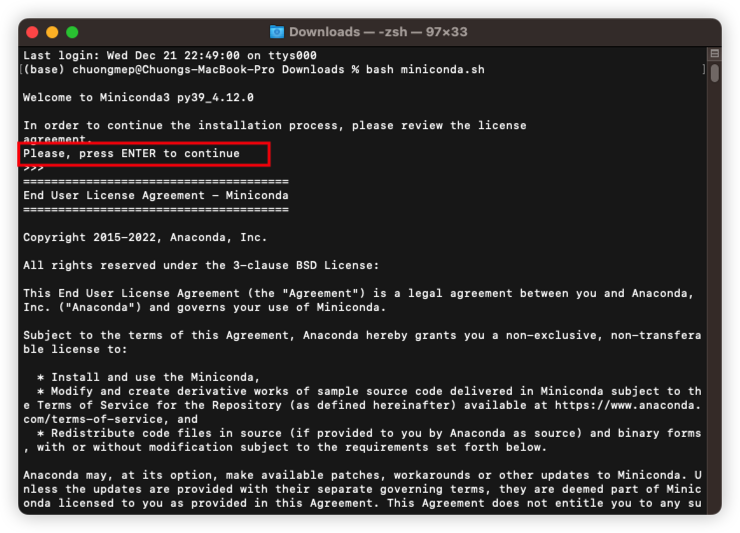 Downloads — -zsh — 97×33
Last login: Wed Dec 21 22:49:00 on ttys000
[(base) chuongmep@Chuongs-MacBook-Pro Downloads % bash miniconda.sh ]
Welcome to Miniconda3 py39_4.12.0
In order to continue the installation process, please review the license
agreement.
Please, press ENTER to continue
>>>
======================================
End User License Agreement – Miniconda
======================================
Copyright 2015–2022, Anaconda, Inc.
All rights reserved under the 3-clause BSD License:
This End User License Agreement (the "Agreement") is a legal agreement between you and Anaconda,
Inc. ("Anaconda") and governs your use of Miniconda.
Subject to the terms of this Agreement, Anaconda hereby grants you a non-exclusive, non-transfera
ble license to:
* Install and use the Miniconda,
* Modify and create derivative works of sample source code delivered in Miniconda subject to th
e Terms of Service for the Repository (as defined hereinafter) available at https://www.anaconda.
com/terms-of-service, and
* Redistribute code files in source (if provided to you by Anaconda as source) and binary forms
, with or without modification subject to the requirements set forth below.
Anaconda may, at its option, make available patches, workarounds or other updates to Miniconda. U
nless the updates are provided with their separate governing terms, they are deemed part of Minic
onda licensed to you as provided in this Agreement. This Agreement does not entitle you to any su